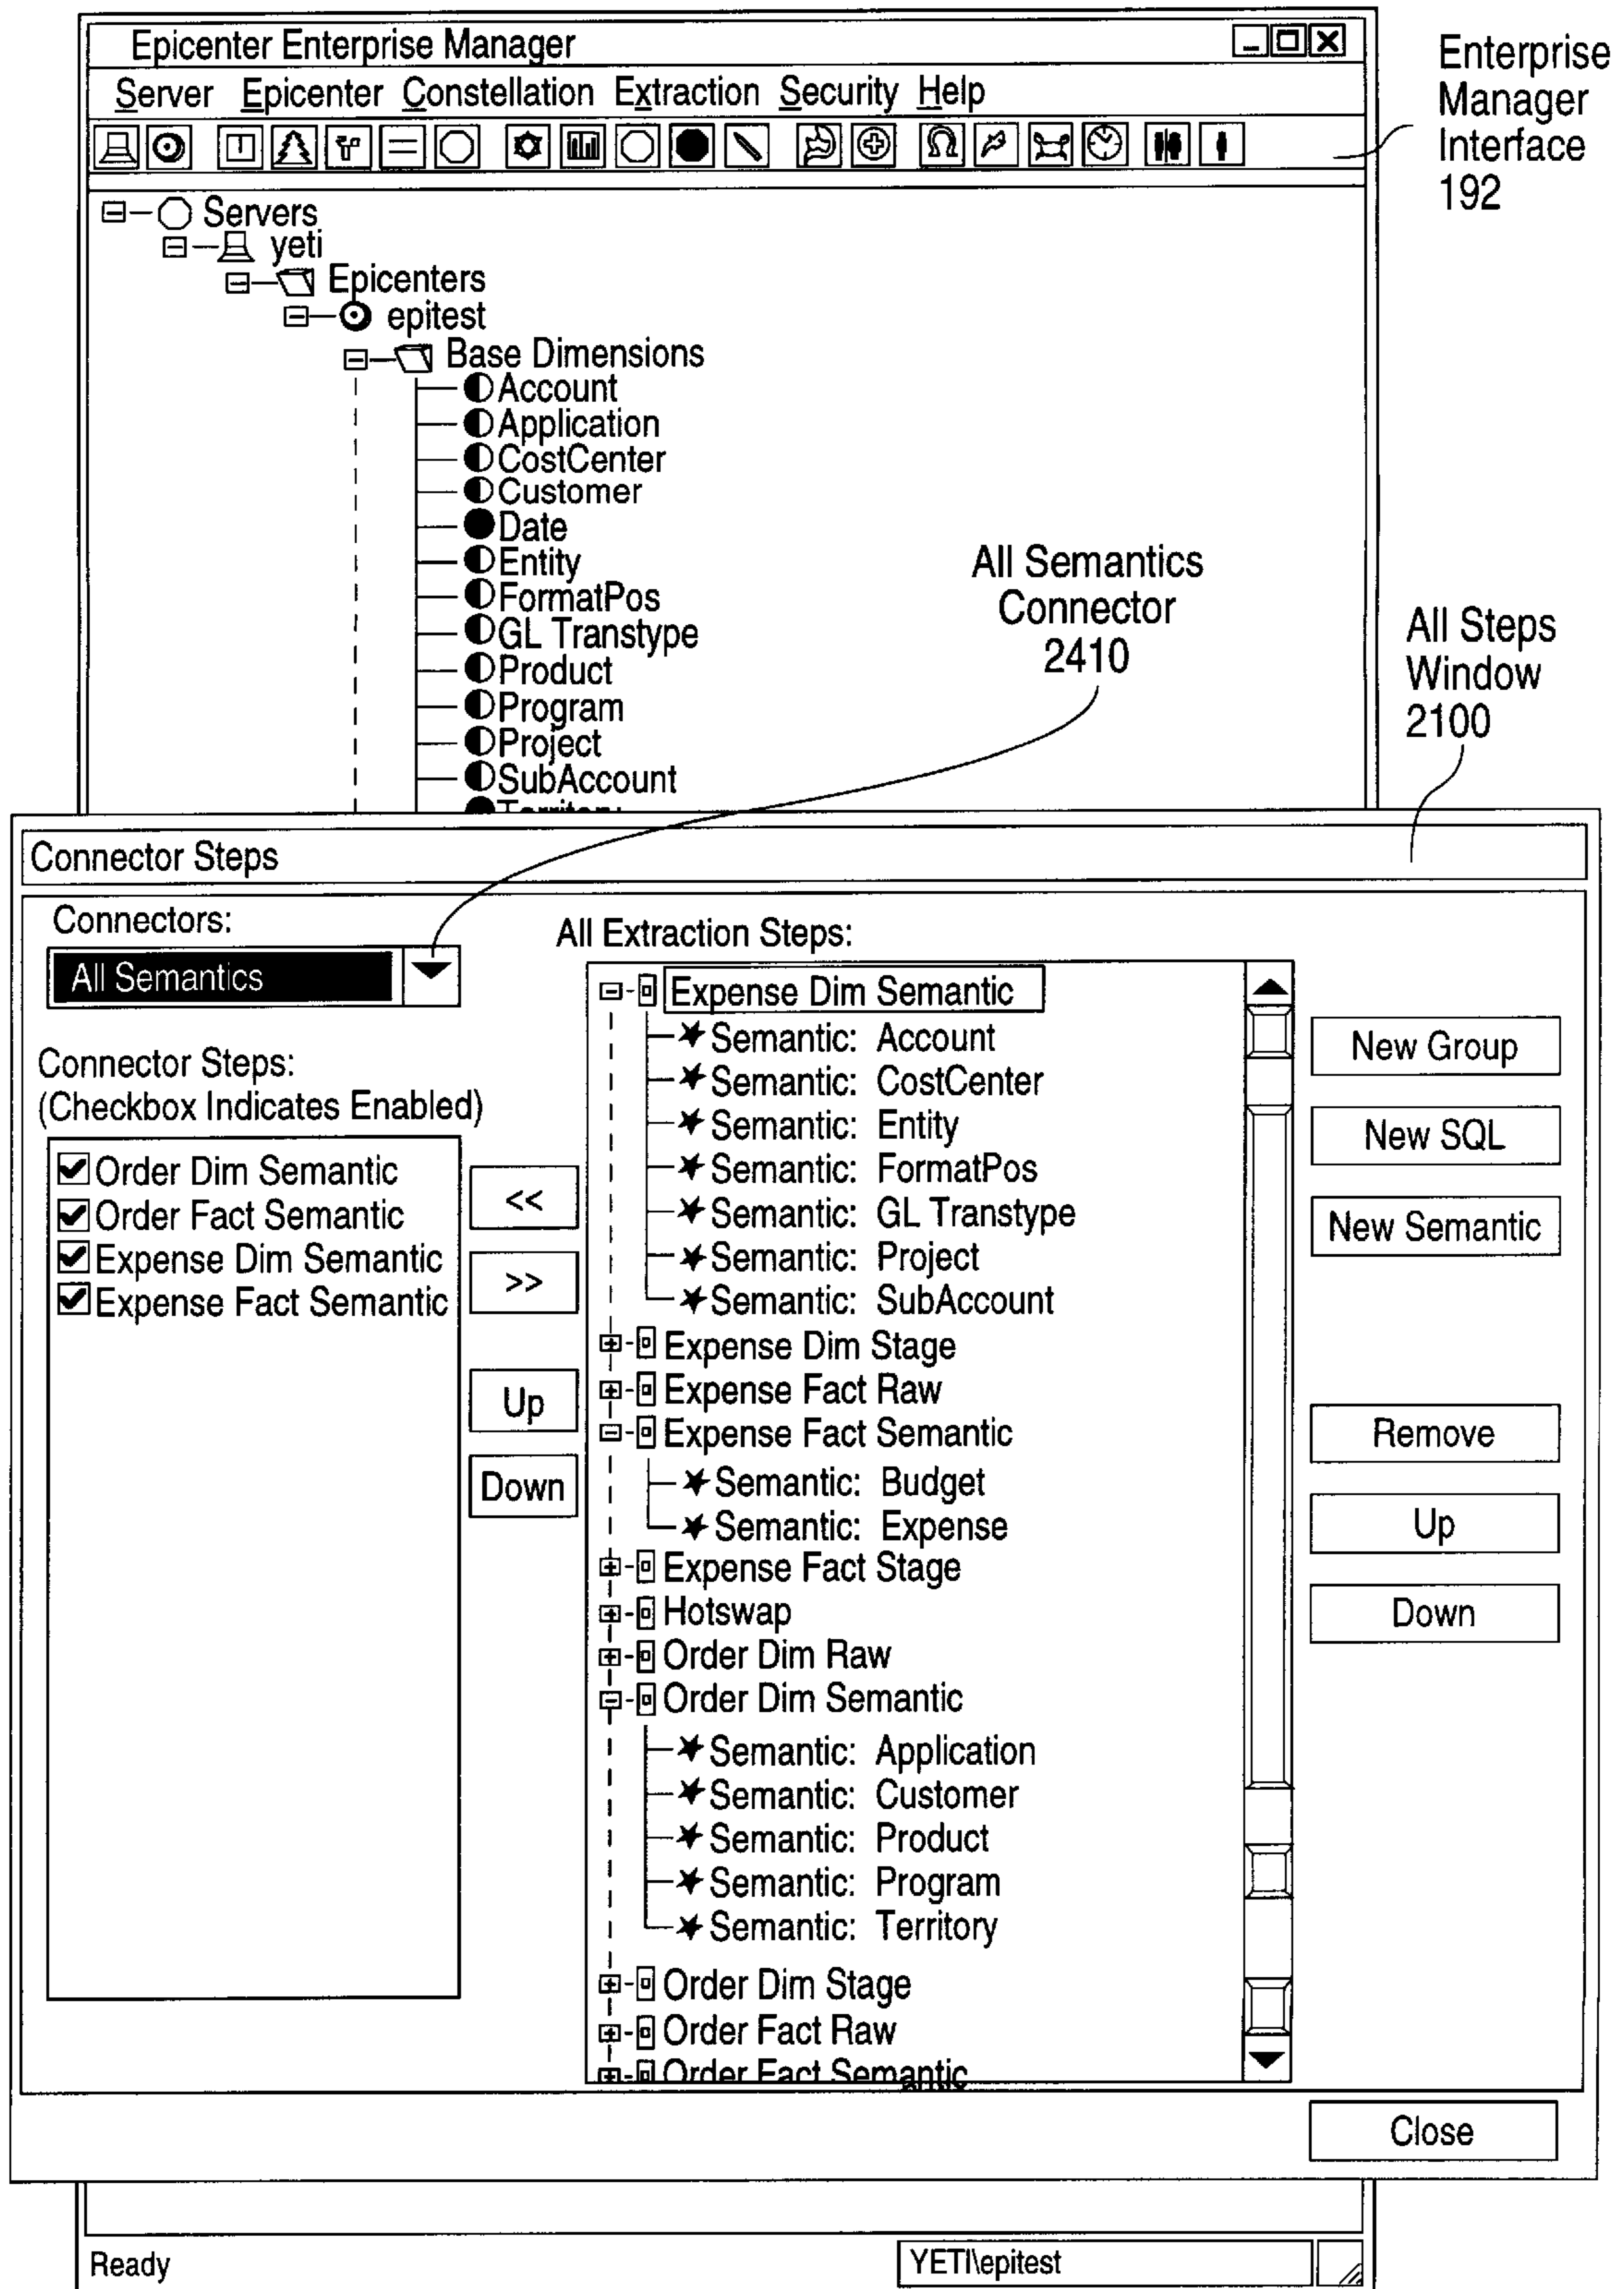 Epicenter Enterprise Manager
Server Epicenter Constellation Extraction Security Help
Enterprise
Manager
Interface
192
Servers
yeti
Epicenters
epitest
Base Dimensions
Account
Application
CostCenter
Customer
Date
Entity
FormatPos
GL Transtype
Product
Program
Project
SubAccount
Territory
All Semantics
Connector
2410
All Steps
Window
2100
Connector Steps
Connectors:
All Semantics
Connector Steps:
(Checkbox Indicates Enabled)
Order Dim Semantic
Order Fact Semantic
Expense Dim Semantic
Expense Fact Semantic
<<
>>
Up
Down
All Extraction Steps:
Expense Dim Semantic
Semantic: Account
Semantic: CostCenter
Semantic: Entity
Semantic: FormatPos
Semantic: GL Transtype
Semantic: Project
Semantic: SubAccount
Expense Dim Stage
Expense Fact Raw
Expense Fact Semantic
Semantic: Budget
Semantic: Expense
Expense Fact Stage
Hotswap
Order Dim Raw
Order Dim Semantic
Semantic: Application
Semantic: Customer
Semantic: Product
Semantic: Program
Semantic: Territory
Order Dim Stage
Order Fact Raw
Order Fact Semantic
New Group
New SQL
New Semantic
Remove
Up
Down
Close
Ready
YETI\epitest